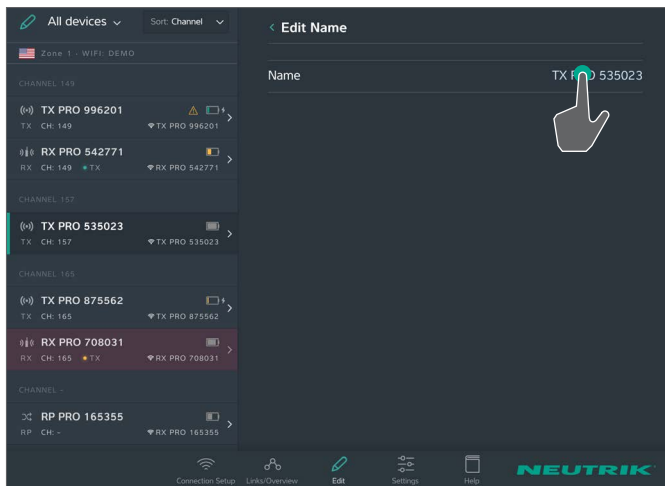 All devices
Sort: Channel
Zone 1 - WIFI: DEMO
CHANNEL 149
TX PRO 996201
TX CH: 149 TX PRO 996201
RX PRO 542771
RX CH: 149 TX RX PRO 542771
CHANNEL 157
TX PRO 535023
TX CH: 157 TX PRO 535023
CHANNEL 165
TX PRO 875562
TX CH: 165 TX PRO 875562
RX PRO 708031
RX CH: 165 TX RX PRO 708031
CHANNEL -
RP PRO 165355
RP CH: - RX PRO 165355
< Edit Name
Name TX 535023
Connection Setup Links/Overview Edit Settings Help
NEUTRIK